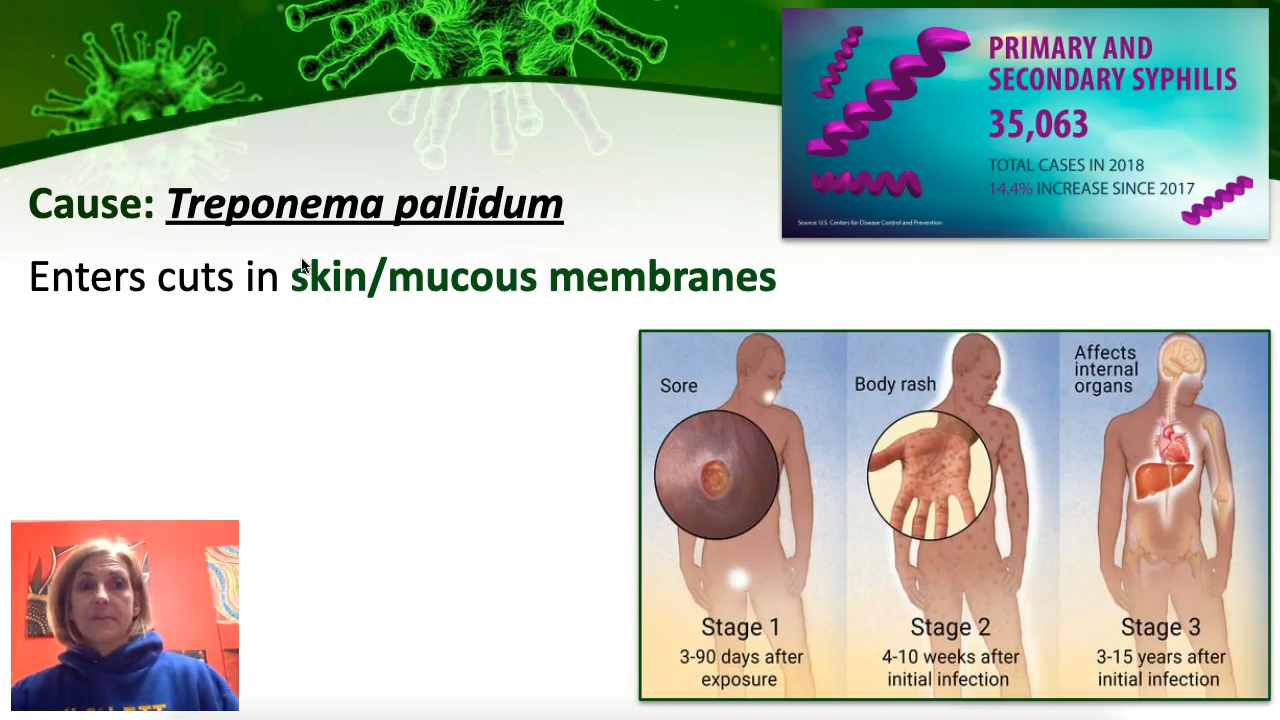 PRIMARY AND
SECONDARY SYPHILIS
35,063
TOTAL CASES IN 2018
14.4% INCREASE SINCE 2017
Source: U.S. Centers for Disease Control and Prevention
Cause: Treponema pallidum
Enters cuts in skin/mucous membranes
Sore
Body rash
Affects
internal
organs
Stage 1
3-90 days after
exposure
Stage 2
4-10 weeks after
initial infection
Stage 3
3-15 years after
initial infection